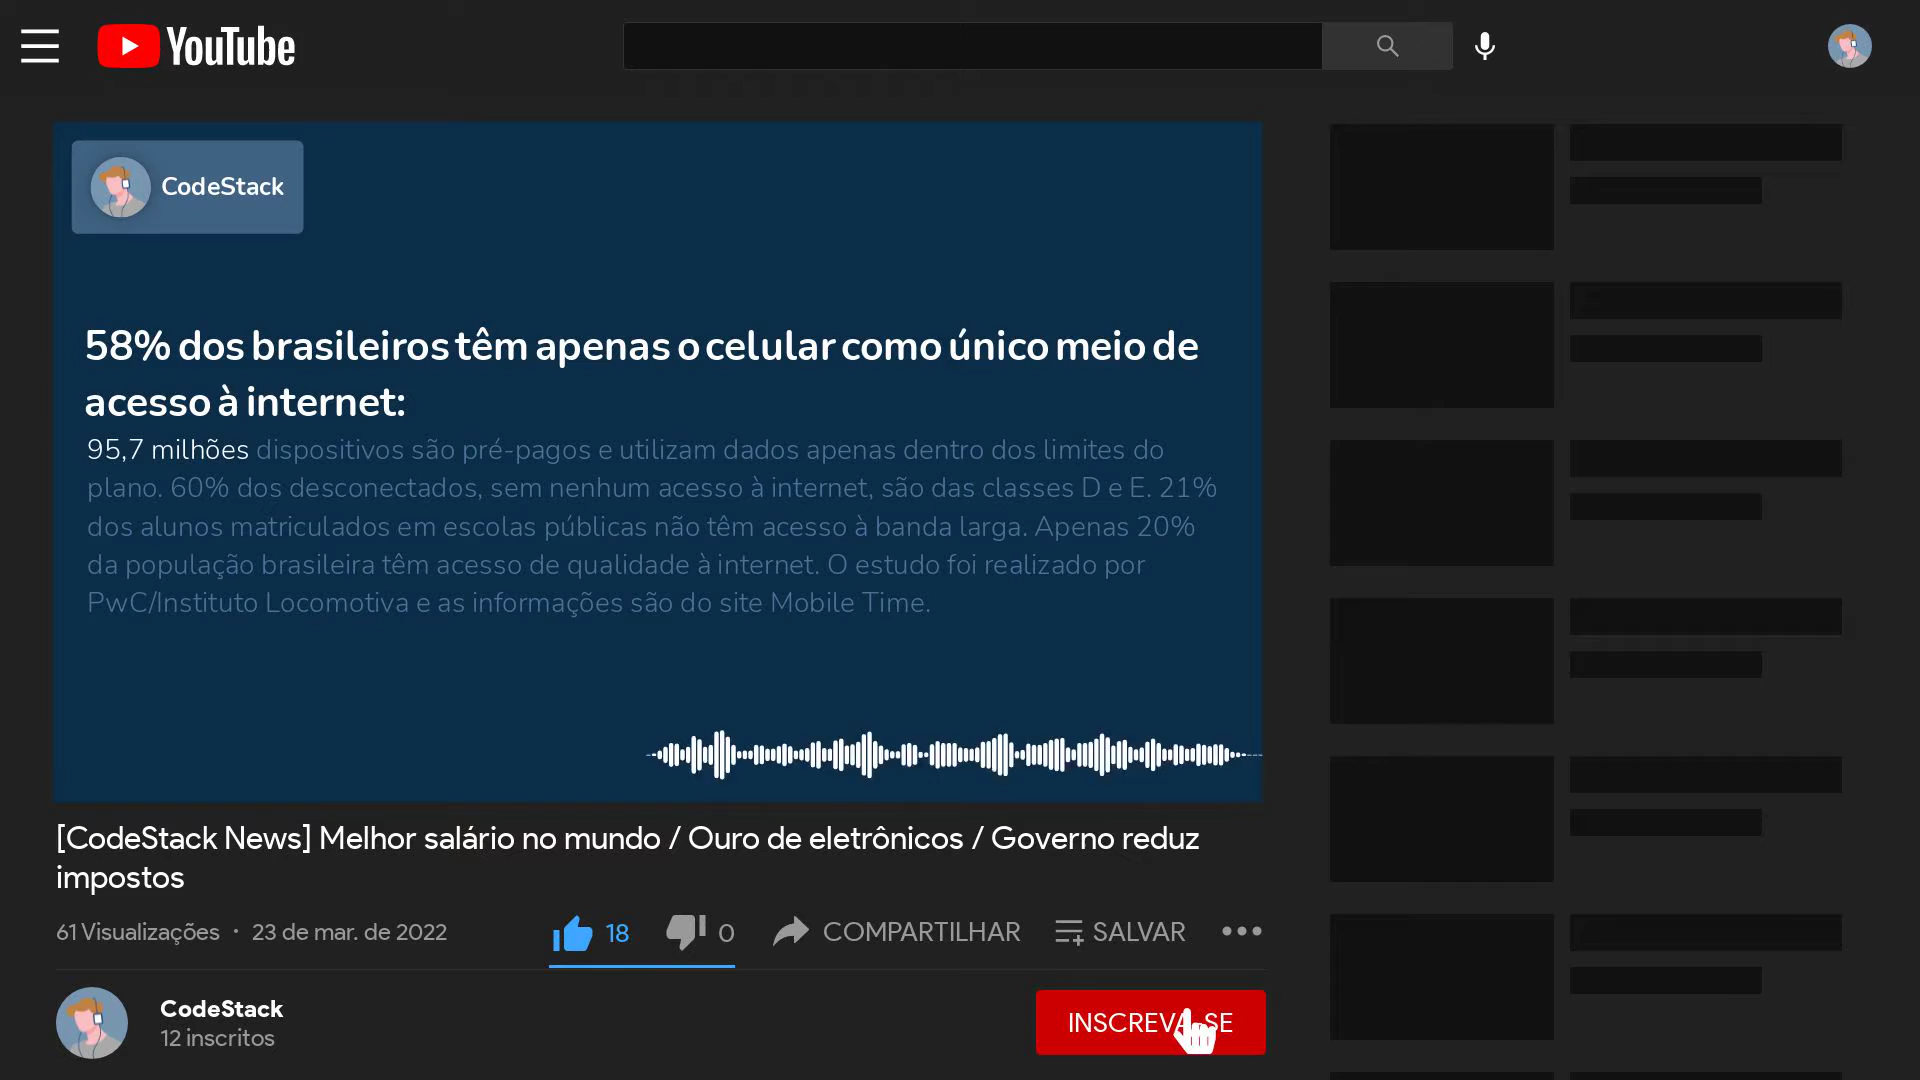 YouTube
CodeStack
58% dos brasileiros têm apenas o celular como único meio de
acesso à internet:
95,7 milhões dispositivos são pré-pagos e utilizam dados apenas dentro dos limites do
plano. 60% dos desconectados, sem nenhum acesso à internet, são das classes D e E. 21%
dos alunos matriculados em escolas públicas não têm acesso à banda larga. Apenas 20%
da população brasileira têm acesso de qualidade à internet. O estudo foi realizado por
PwC/Instituto Locomotiva e as informações são do site Mobile Time.
[CodeStack News] Melhor salário no mundo / Ouro de eletrônicos / Governo reduz
impostos
61 Visualizações • 23 de mar. de 2022
18
0
COMPARTILHAR
SALVAR
CodeStack
12 inscritos
INSCREVA-SE